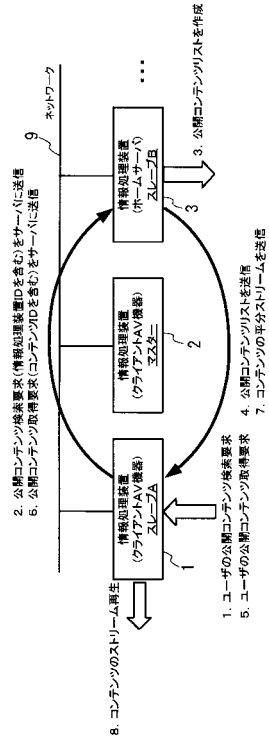 2. 公開コンテンツ検索要求(情報処理装置IDを含む)をサーバに送信
6. 公開コンテンツ取得要求(コンテンツIDを含む)をサーバに送信
ネットワーク
9
情報処理装置
(クライアントAV機器)
スレーブA
1
情報処理装置
(クライアントAV機器)
マスター
2
情報処理装置
(ホームサーバ)
スレーブB
3
…
8. コンテンツのストリーム再生
1. ユーザの公開コンテンツ検索要求
5. ユーザの公開コンテンツ取得要求
4. 公開コンテンツリストを送信
7. コンテンツの平分ストリームを送信
3. 公開コンテンツリストを作成